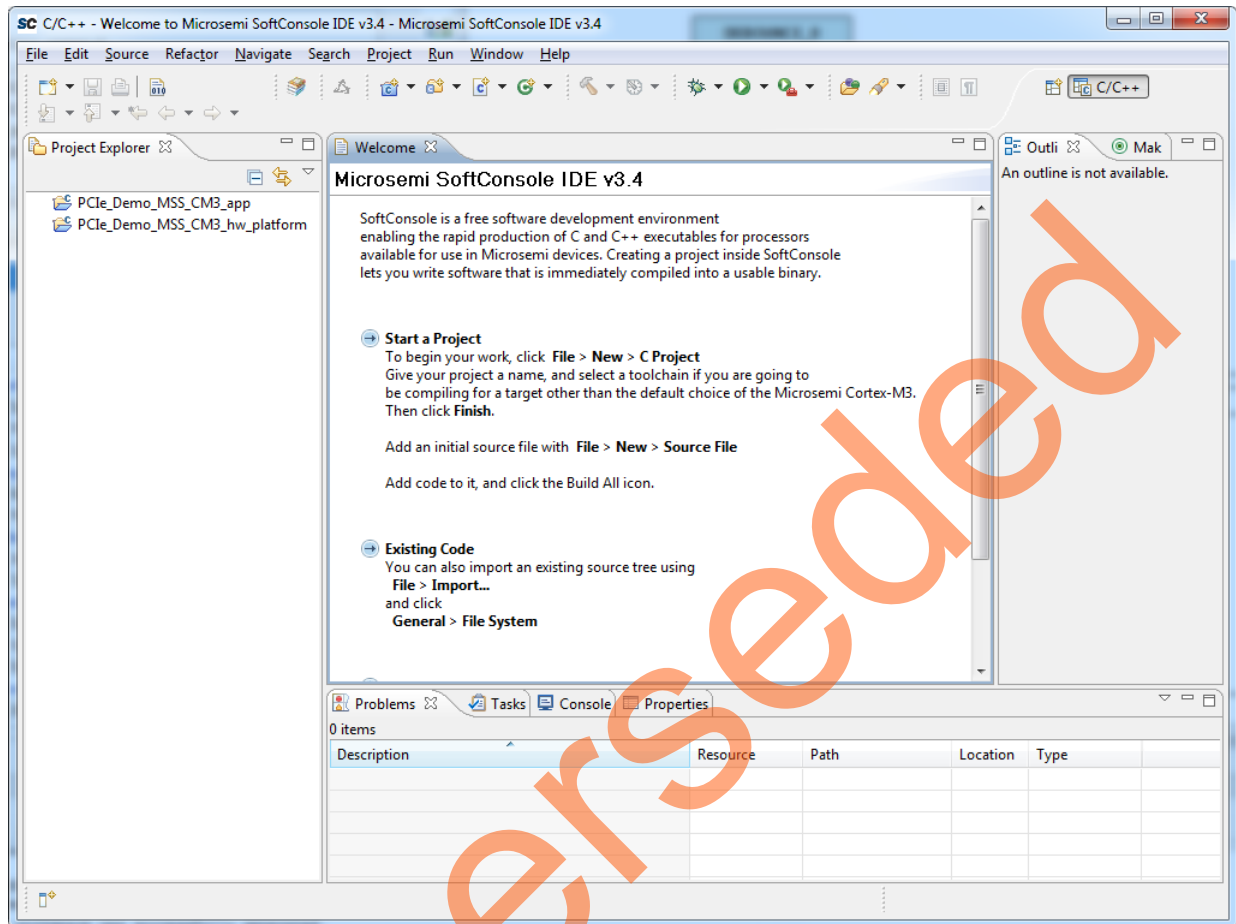 SC C/C++ - Welcome to Microsemi SoftConsole IDE v3.4 - Microsemi SoftConsole IDE v3.4
File Edit Source Refactor Navigate Search Project Run Window Help
C/C++
Project Explorer
PCIe_Demo_MSS_CM3_app
PCIe_Demo_MSS_CM3_hw_platform
Welcome
Microsemi SoftConsole IDE v3.4
SoftConsole is a free software development environment
enabling the rapid production of C and C++ executables for processors
available for use in Microsemi devices. Creating a project inside SoftConsole
lets you write software that is immediately compiled into a usable binary.
Start a Project
To begin your work, click File > New > C Project
Give your project a name, and select a toolchain if you are going to
be compiling for a target other than the default choice of the Microsemi Cortex-M3.
Then click Finish.
Add an initial source file with File > New > Source File
Add code to it, and click the Build All icon.
Existing Code
You can also import an existing source tree using
File > Import...
and click
General > File System
Outli Mak
An outline is not available.
Problems Tasks Console Properties
0 items
Description Resource Path Location Type
ersed​ed